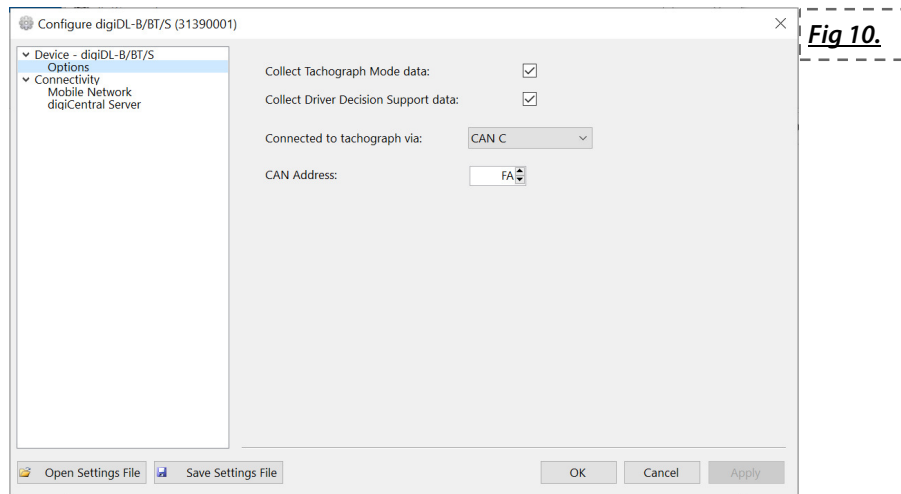 Configure digiDL-B/BT/S (31390001)
Fig 10.
Device - digiDL-B/BT/S
Options
Connectivity
Mobile Network
digiCentral Server
Collect Tachograph Mode data:
Collect Driver Decision Support data:
Connected to tachograph via: CAN C
CAN Address: FA
Open Settings File Save Settings File OK Cancel Apply